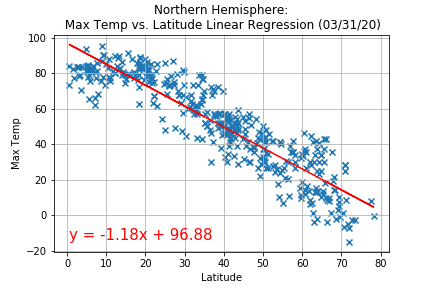 Northern Hemisphere:
Max Temp vs. Latitude Linear Regression (03/31/20)
100
80
60
40
20
0
−20
Max Temp
y = -1.18x + 96.88
0 10 20 30 40 50 60 70 80
Latitude